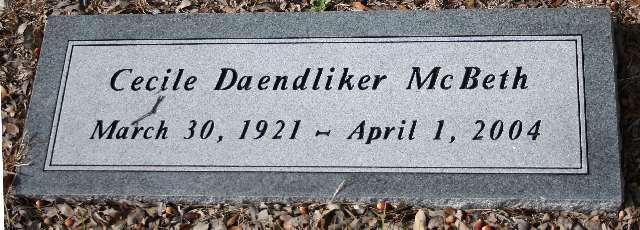 Cecile Daendliker McBeth
March 30, 1921 - April 1, 2004